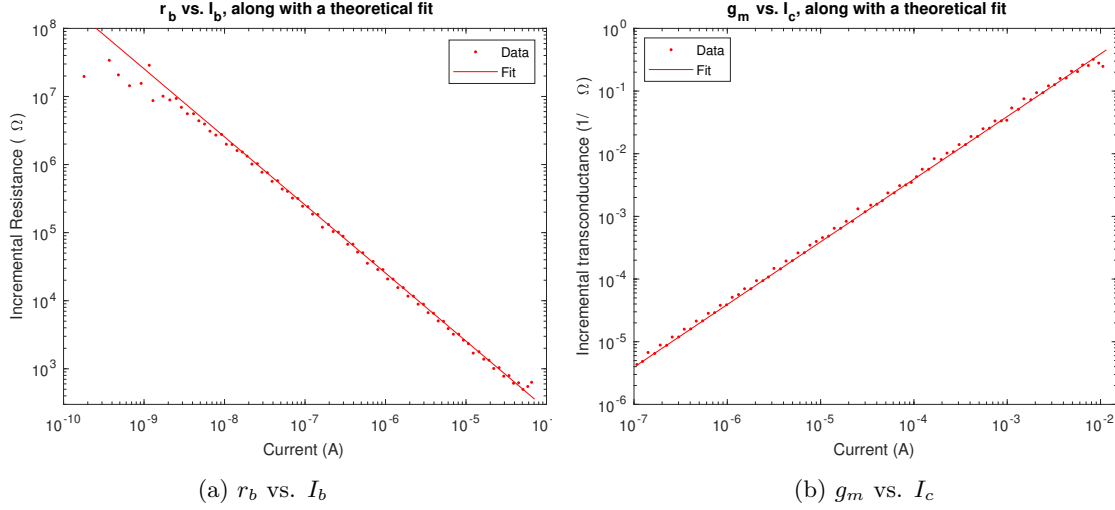 r_b vs. I_b, along with a theoretical fit
10^8
10^7
10^6
10^5
10^4
10^3
Incremental Resistance ( Ω)
Data
Fit
10^-10
10^-9
10^-8
10^-7
10^-6
10^-5
10^-
Current (A)
(a) r_b vs. I_b
g_m vs. I_c, along with a theoretical fit
10^0
10^-1
10^-2
10^-3
10^-4
10^-5
10^-6
Incremental transconductance (1/ Ω)
Data
Fit
10^-7
10^-6
10^-5
10^-4
10^-3
10^-2
Current (A)
(b) g_m vs. I_c